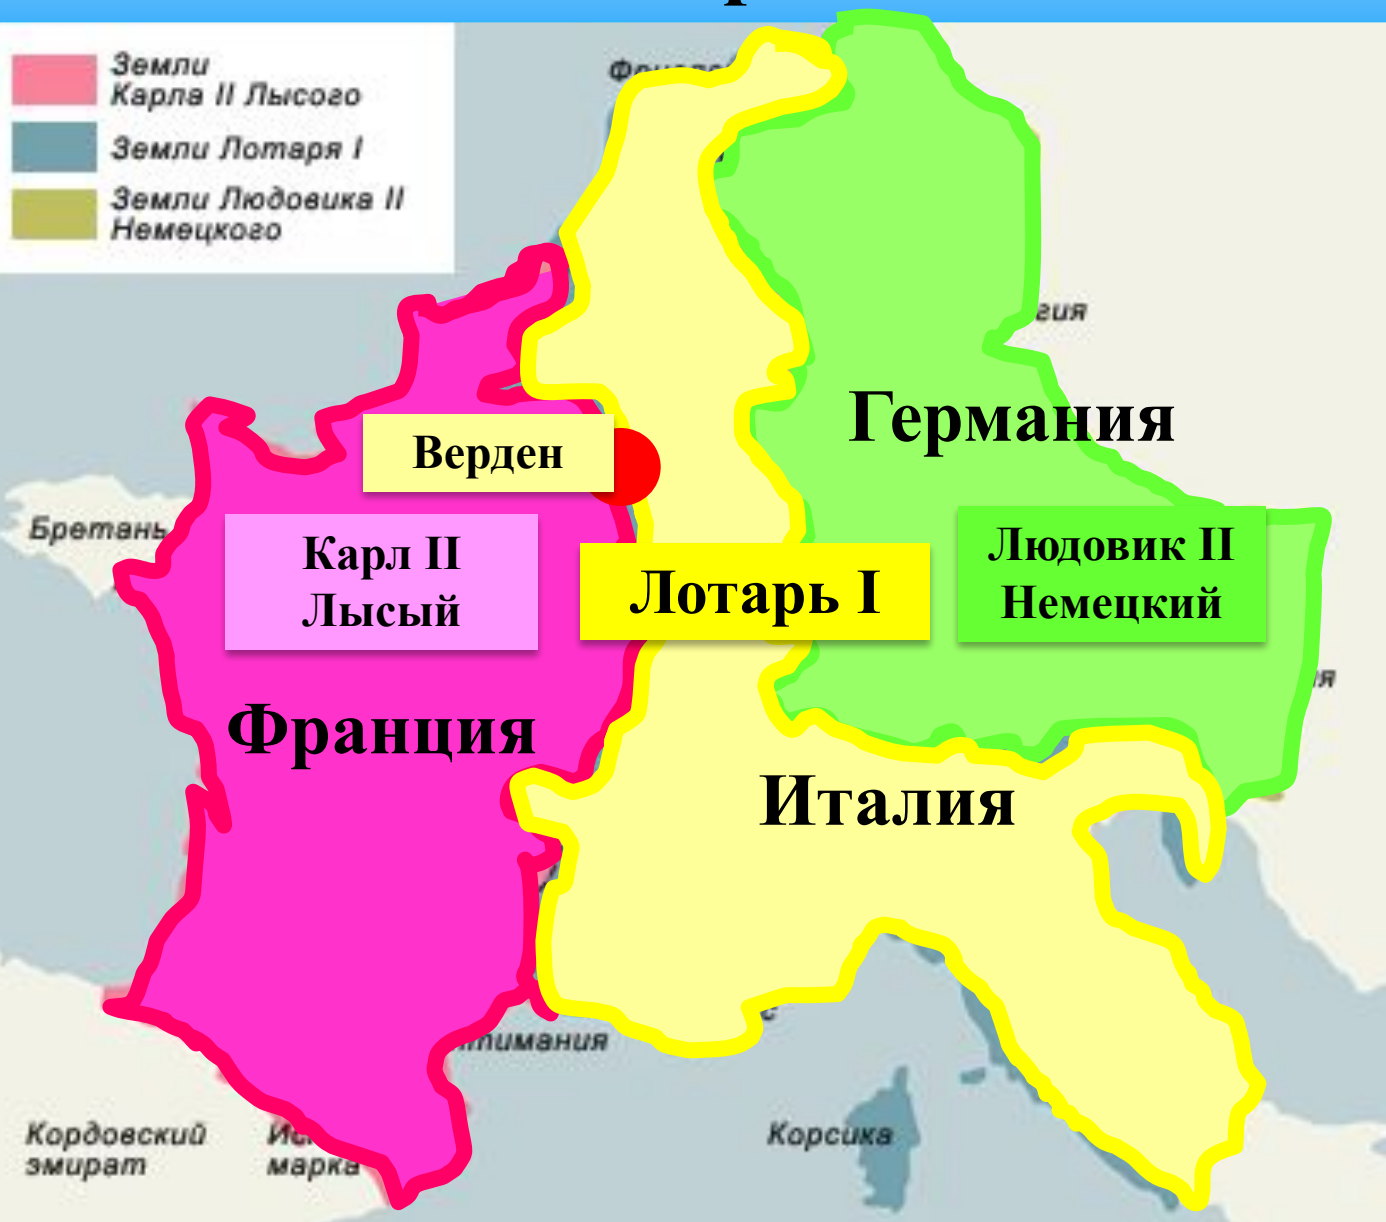 Земли
Карла II Лысого
Земли Лотаря I
Земли Людовика II
Немецкого
Германия
Верден
Бретань
Карл II
Лысый
Лотарь I
Людовик II
Немецкий
Франция
Италия
Кордовский
эмират
марка
Корсика